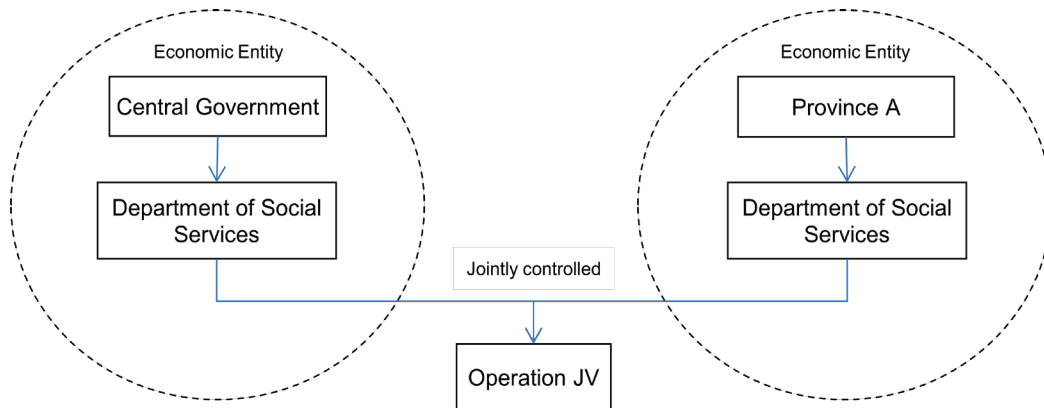 Economic Entity
Central Government
Department of Social
Services
Economic Entity
Province A
Department of Social
Services
Jointly controlled
Operation JV